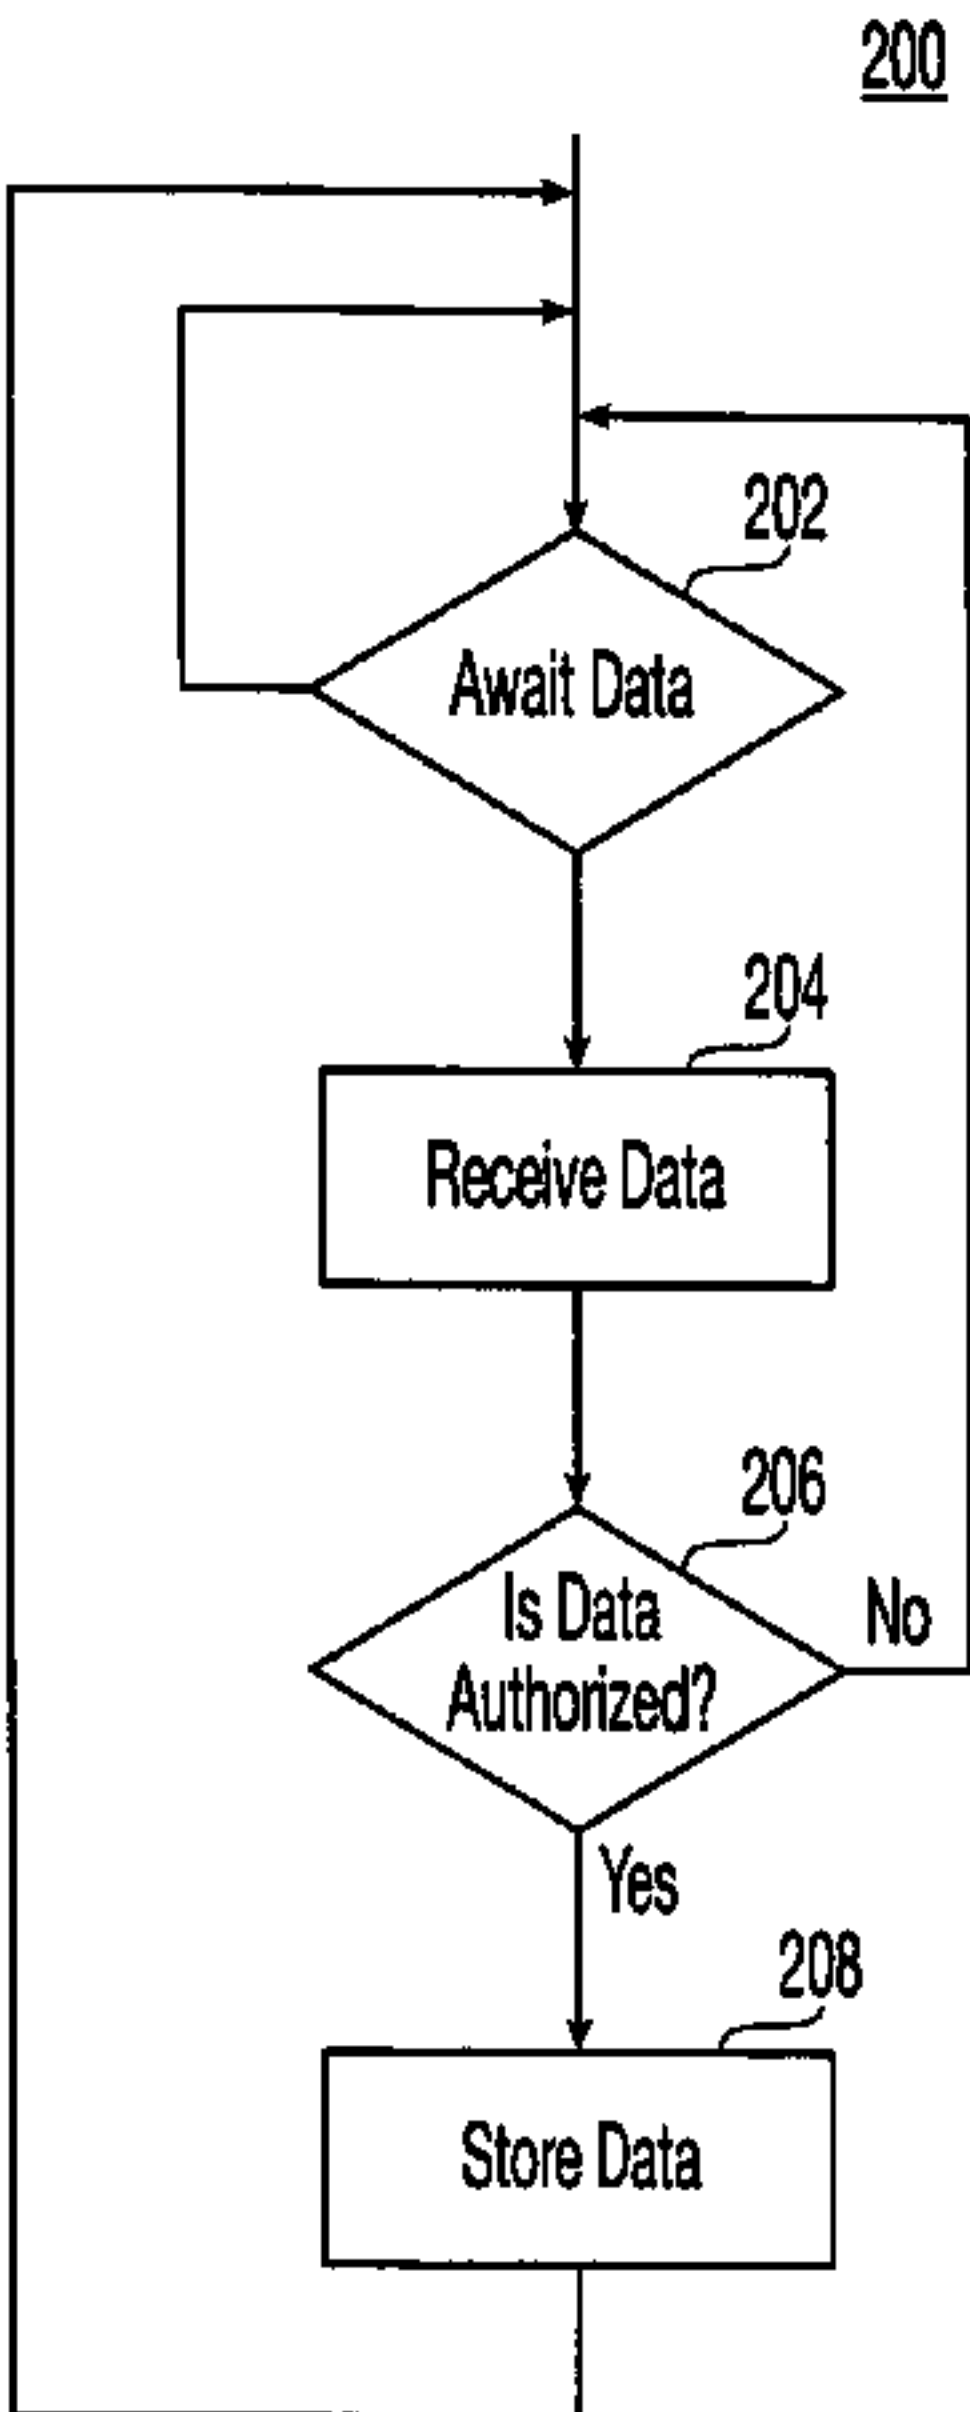 200
202
Await Data
204
Receive Data
206
Is Data
Authorized?
No
Yes
208
Store Data